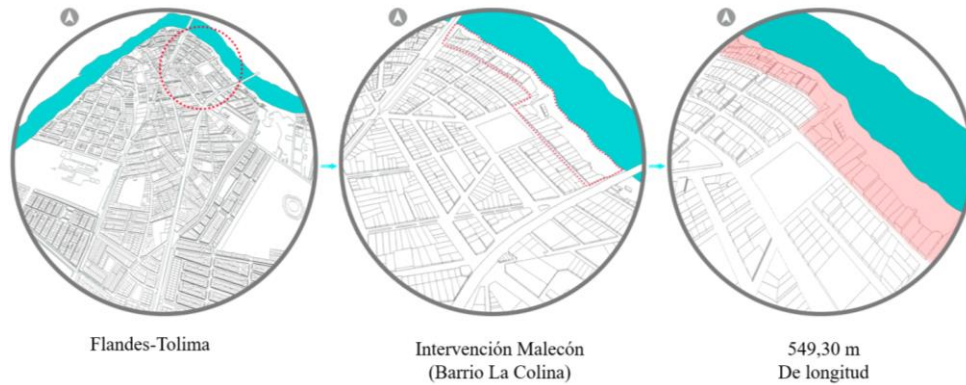 Flandes-Tolima
Intervención Malecón
(Barrio La Colina)
549,30 m
De longitud